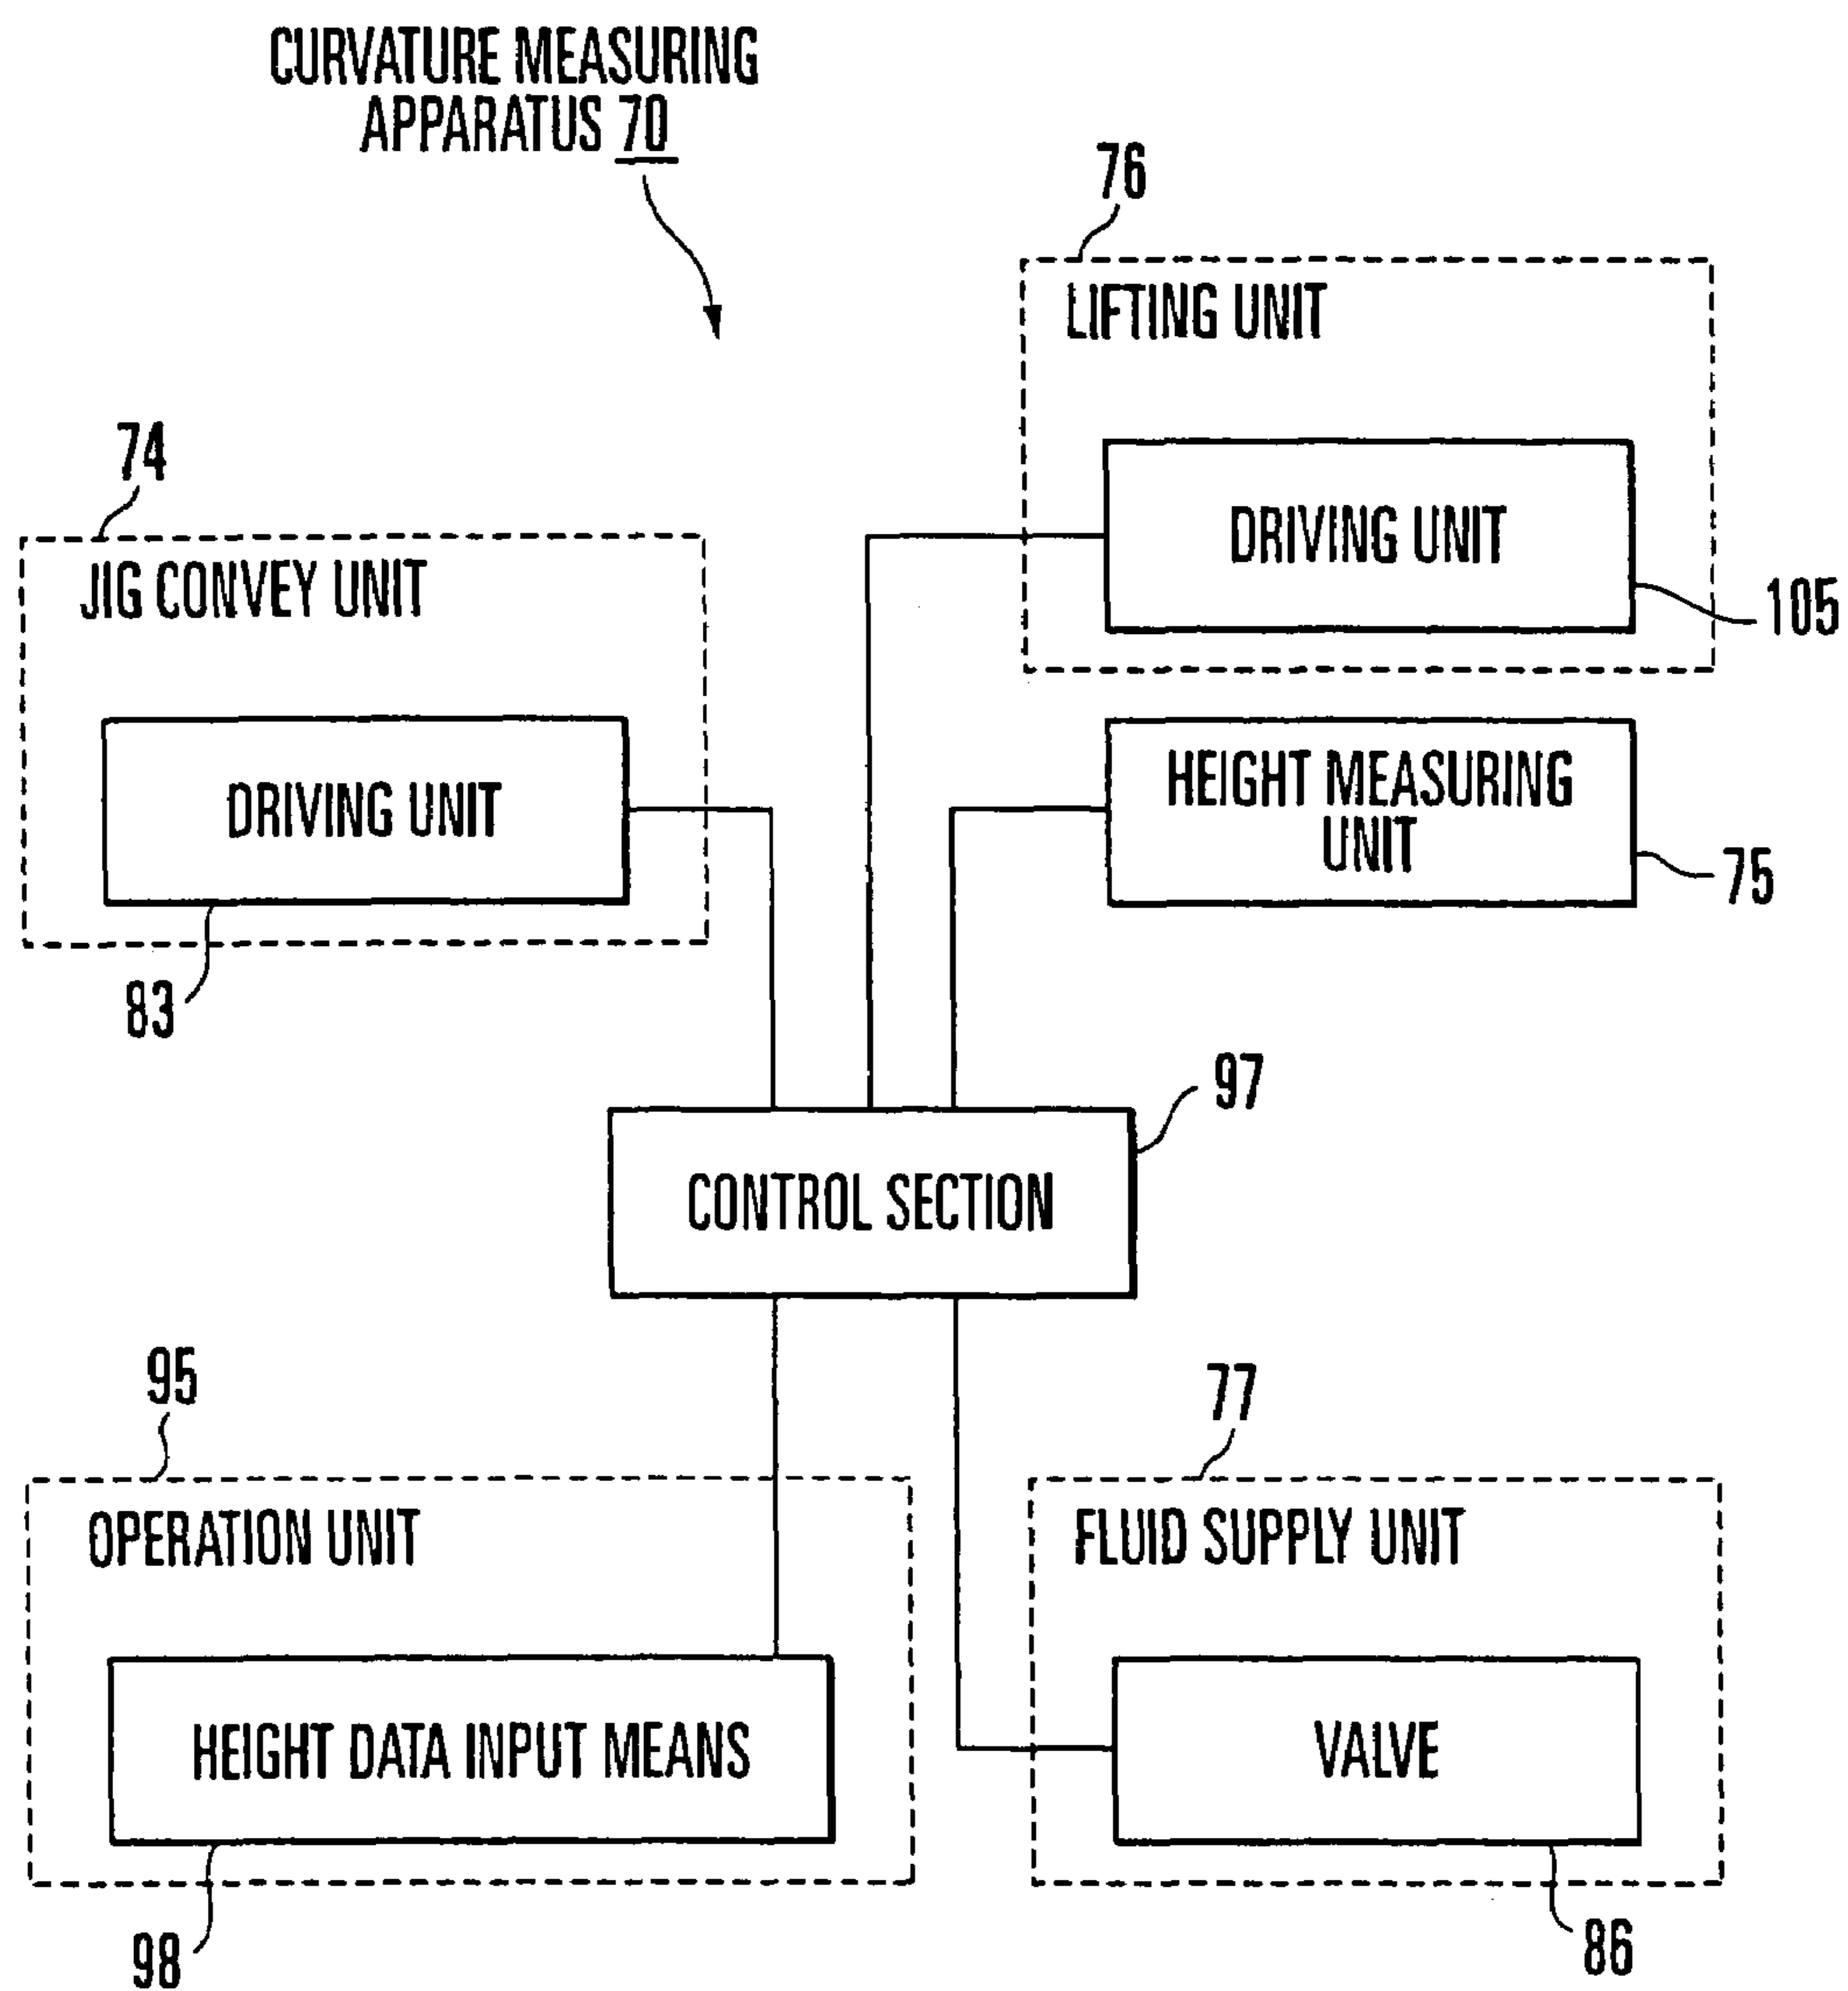 CURVATURE MEASURING
APPARATUS 70
76
LIFTING UNIT
DRIVING UNIT
105
74
JIG CONVEY UNIT
DRIVING UNIT
83
HEIGHT MEASURING
UNIT
75
97
CONTROL SECTION
95
OPERATION UNIT
HEIGHT DATA INPUT MEANS
98
77
FLUID SUPPLY UNIT
VALVE
86